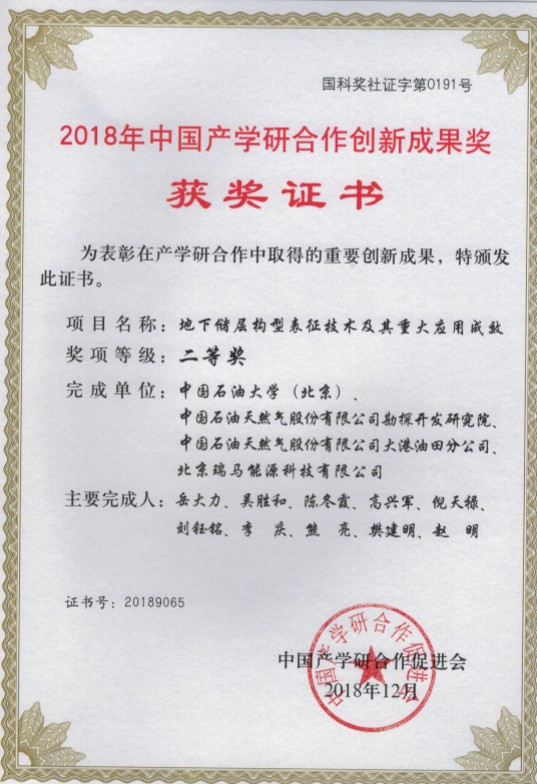 国科奖社证字第0191号
2018年中国产学研合作创新成果奖
获奖证书
为表彰在产学研合作中取得的重要创新成果，特颁发
此证书。
项目名称：地下储层构型表征技术及其重大应用成效
奖项等级：二等奖
完成单位：中国石油大学（北京）、
中国石油天然气股份有限公司勘探开发研究院、
中国石油天然气股份有限公司大港油田分公司、
北京瑞马能源科技有限公司
主要完成人：岳大力、吴胜和、陈冬霞、高兴军、倪天禄、
刘钰铭、李 庆、熊 亮、樊建明、赵 明
证书号：20189065
中国产学研合作促进会
2018年12月
中国产学研合作促进会